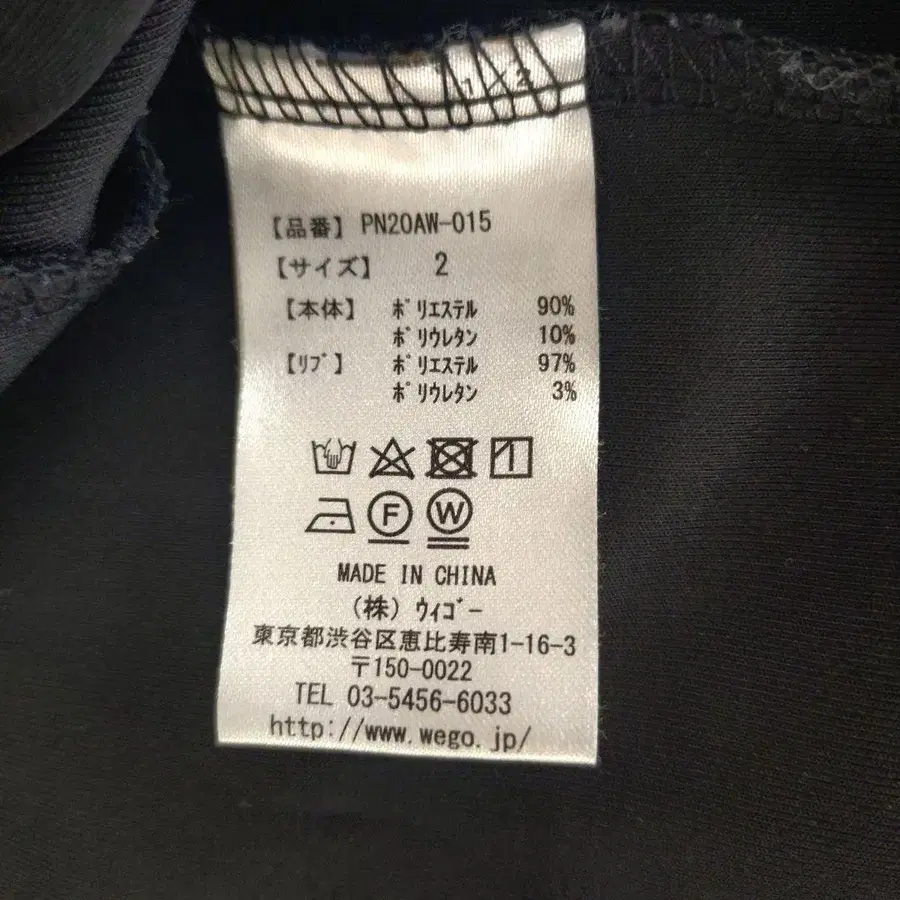 1 × 2
【品番】 PN20AW-015
【サイズ】 2
【本体】 ﾎﾟﾘｴｽﾃﾙ 90%
ﾎﾟﾘｳﾚﾀﾝ 10%
【ﾘﾌﾞ】 ﾎﾟﾘｴｽﾃﾙ 97%
ﾎﾟﾘｳﾚﾀﾝ 3%
F W
MADE IN CHINA
(株) ｳｨｺﾞｰ
東京都渋谷区恵比寿南1-16-3
〒150-0022
TEL 03-5456-6033
http://www.wego.jp/